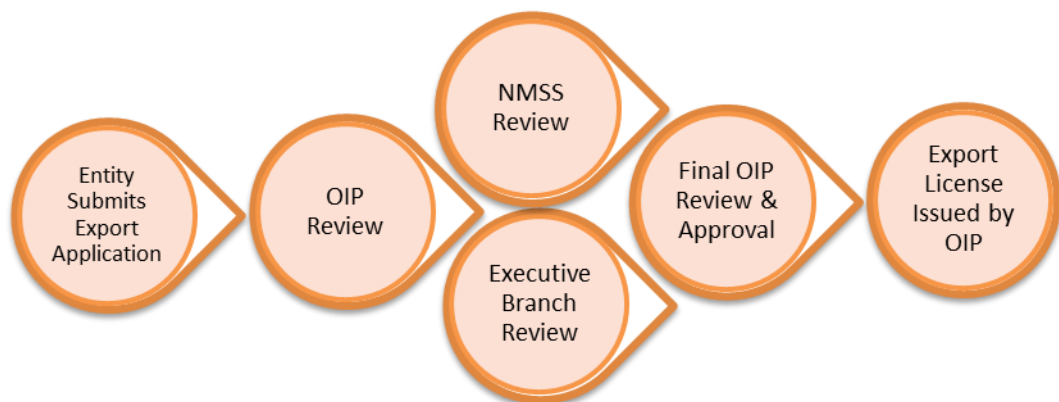 Entity
Submits
Export
Application
OIP
Review
NMSS
Review
Executive
Branch
Review
Final OIP
Review &
Approval
Export
License
Issued by
OIP